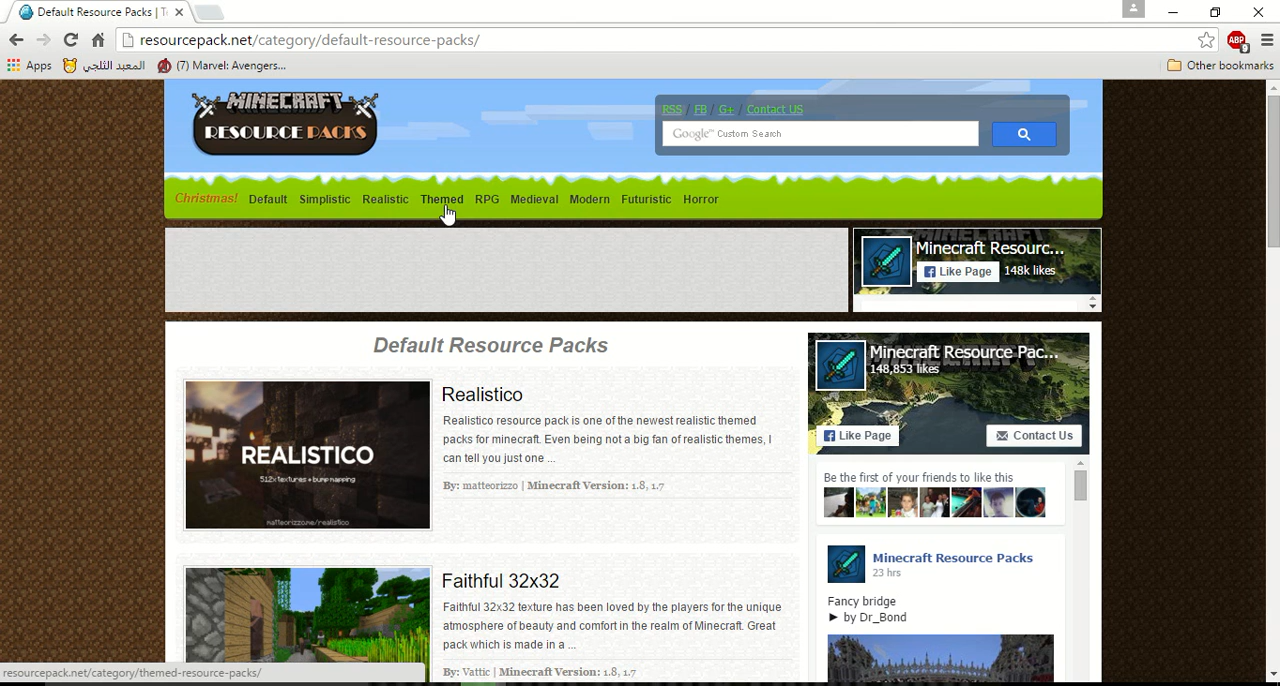 Default Resource Packs | T
resourcepack.net/category/default-resource-packs/
ABP
9
Apps
المعبد الثلجي
(7) Marvel: Avengers...
Other bookmarks
MINECRAFT
RESOURCE PACKS
RSS / FB / G+ / Contact US
Google™ Custom Search
Christmas! Default Simplistic Realistic Themed RPG Medieval Modern Futuristic Horror
Minecraft Resourc...
Like Page 148k likes
Default Resource Packs
REALISTICO
512x textures + bump mapping
matteorizzo.me/realistico
Realistico
Realistico resource pack is one of the newest realistic themed
packs for minecraft. Even being not a big fan of realistic themes, I
can tell you just one ...
By: matteorizzo | Minecraft Version: 1.8, 1.7
Faithful 32x32
Faithful 32x32 texture has been loved by the players for the unique
atmosphere of beauty and comfort in the realm of Minecraft. Great
pack which is made in a ...
By: Vattic | Minecraft Version: 1.8, 1.7
Minecraft Resource Pac...
148,853 likes
Like Page
Contact Us
Be the first of your friends to like this
Minecraft Resource Packs
23 hrs
Fancy bridge
► by Dr_Bond
resourcepack.net/category/themed-resource-packs/